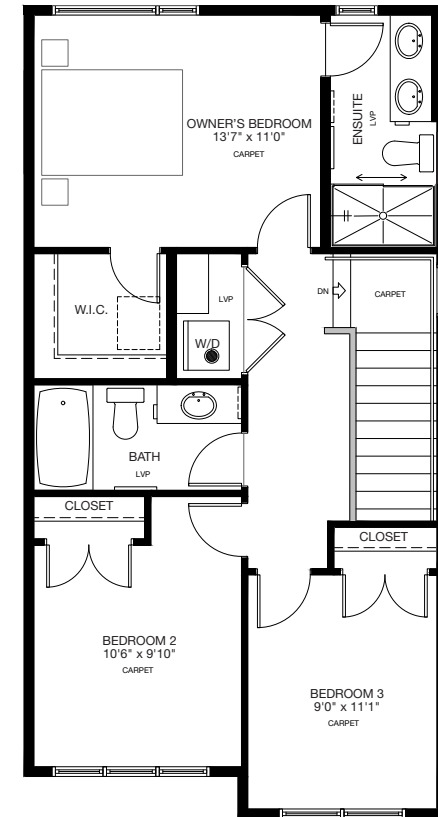 OWNER'S BEDROOM
13'7" x 11'0"
CARPET
ENSUITE
LVP
W.I.C.
LVP
W/D
DN
CARPET
BATH
LVP
CLOSET
CLOSET
BEDROOM 2
10'6" x 9'10"
CARPET
BEDROOM 3
9'0" x 11'1"
CARPET